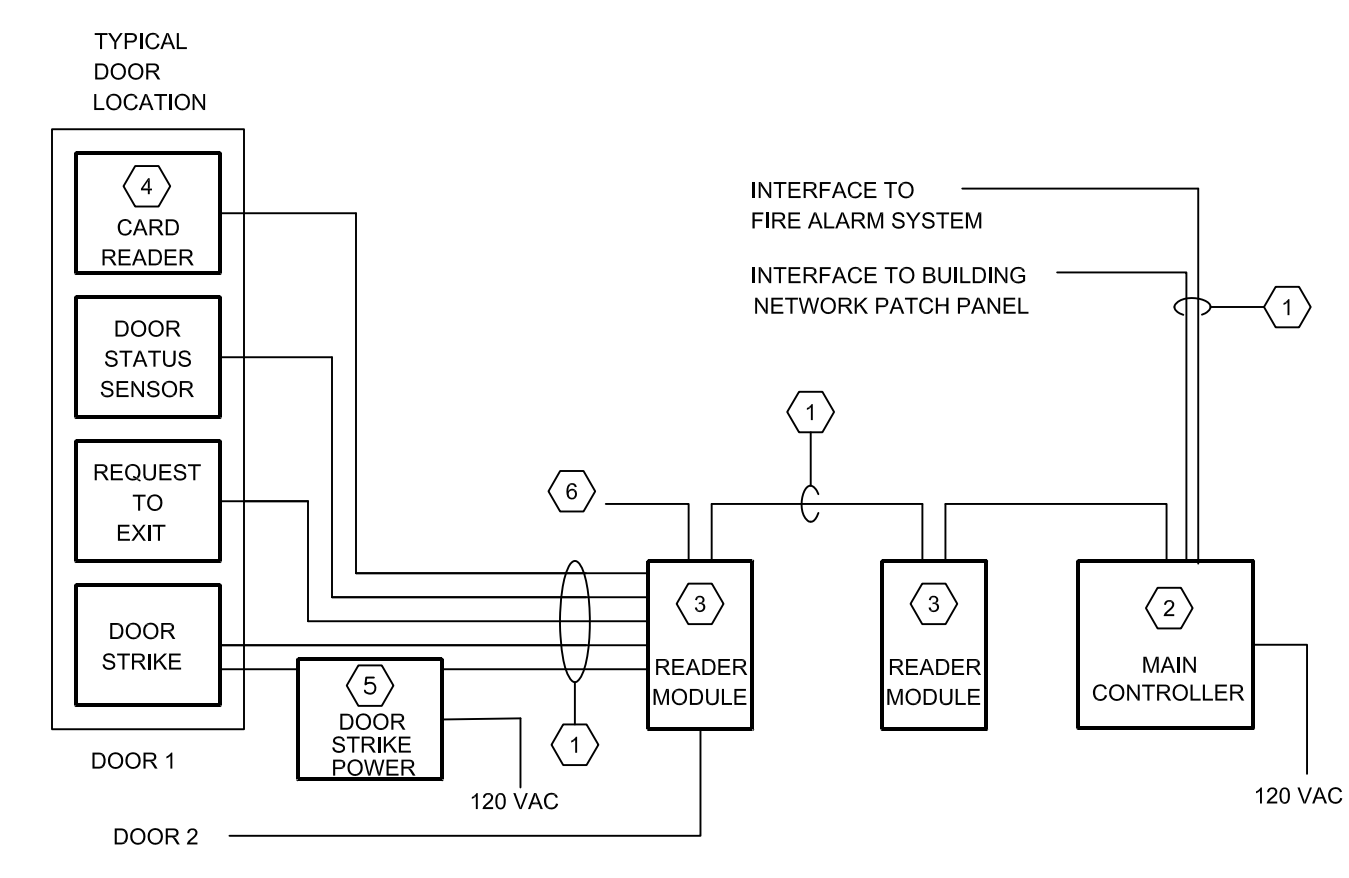 TYPICAL
DOOR
LOCATION
4
CARD
READER
DOOR
STATUS
SENSOR
REQUEST
TO
EXIT
DOOR
STRIKE
DOOR 1
5
DOOR
STRIKE
POWER
120 VAC
DOOR 2
1
6
1
3
READER
MODULE
3
READER
MODULE
INTERFACE TO
FIRE ALARM SYSTEM
INTERFACE TO BUILDING
NETWORK PATCH PANEL
1
2
MAIN
CONTROLLER
120 VAC